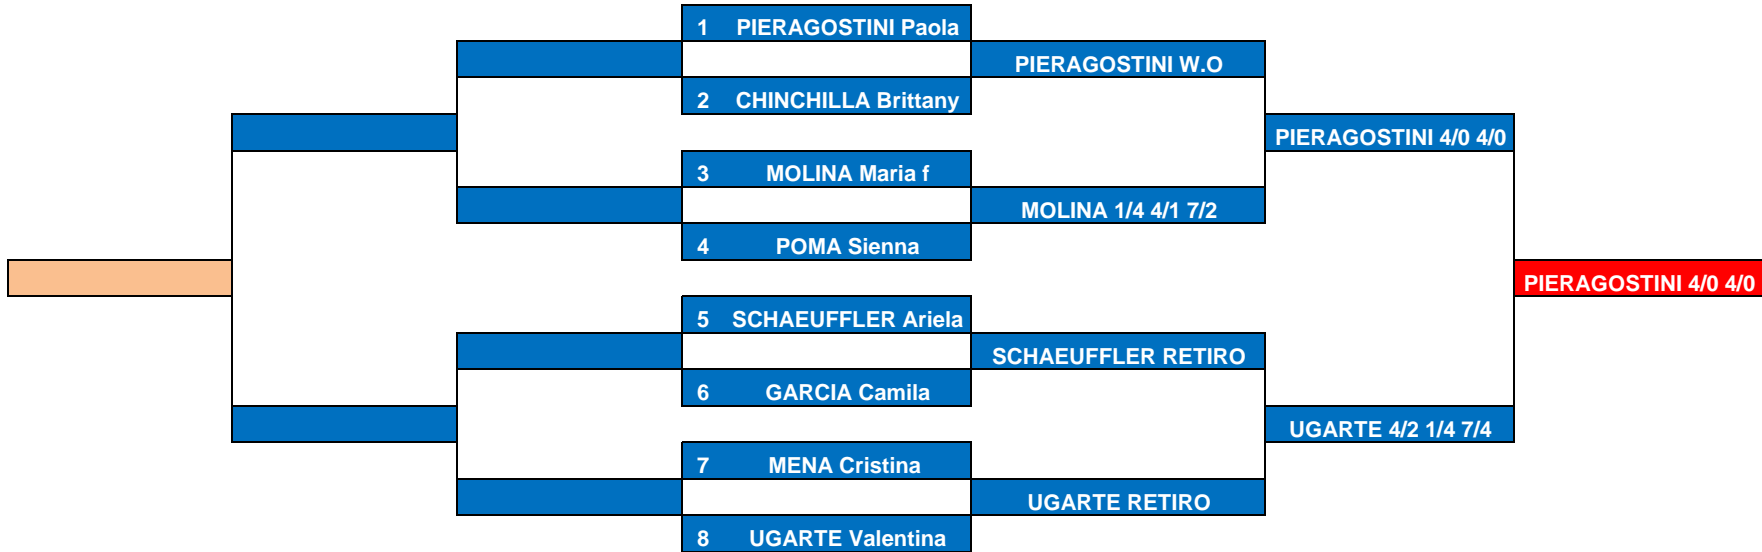 1 PIERAGOSTINI Paola
PIERAGOSTINI W.O
2 CHINCHILLA Brittany
PIERAGOSTINI 4/0 4/0
3 MOLINA Maria f
MOLINA 1/4 4/1 7/2
4 POMA Sienna
PIERAGOSTINI 4/0 4/0
5 SCHAEUFFLER Ariela
SCHAEUFFLER RETIRO
6 GARCIA Camila
UGARTE 4/2 1/4 7/4
7 MENA Cristina
UGARTE RETIRO
8 UGARTE Valentina